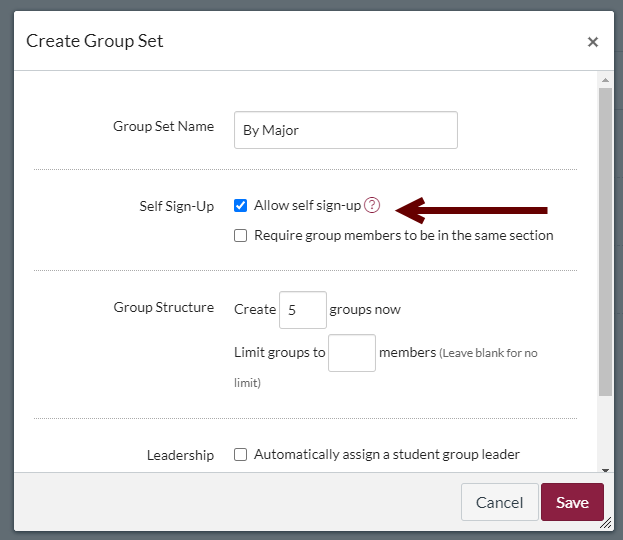 Create Group Set ×
Group Set Name By Major
Self Sign-Up Allow self sign-up ?
Require group members to be in the same section
Group Structure Create 5 groups now
Limit groups to members (Leave blank for no
limit)
Leadership Automatically assign a student group leader
Cancel Save